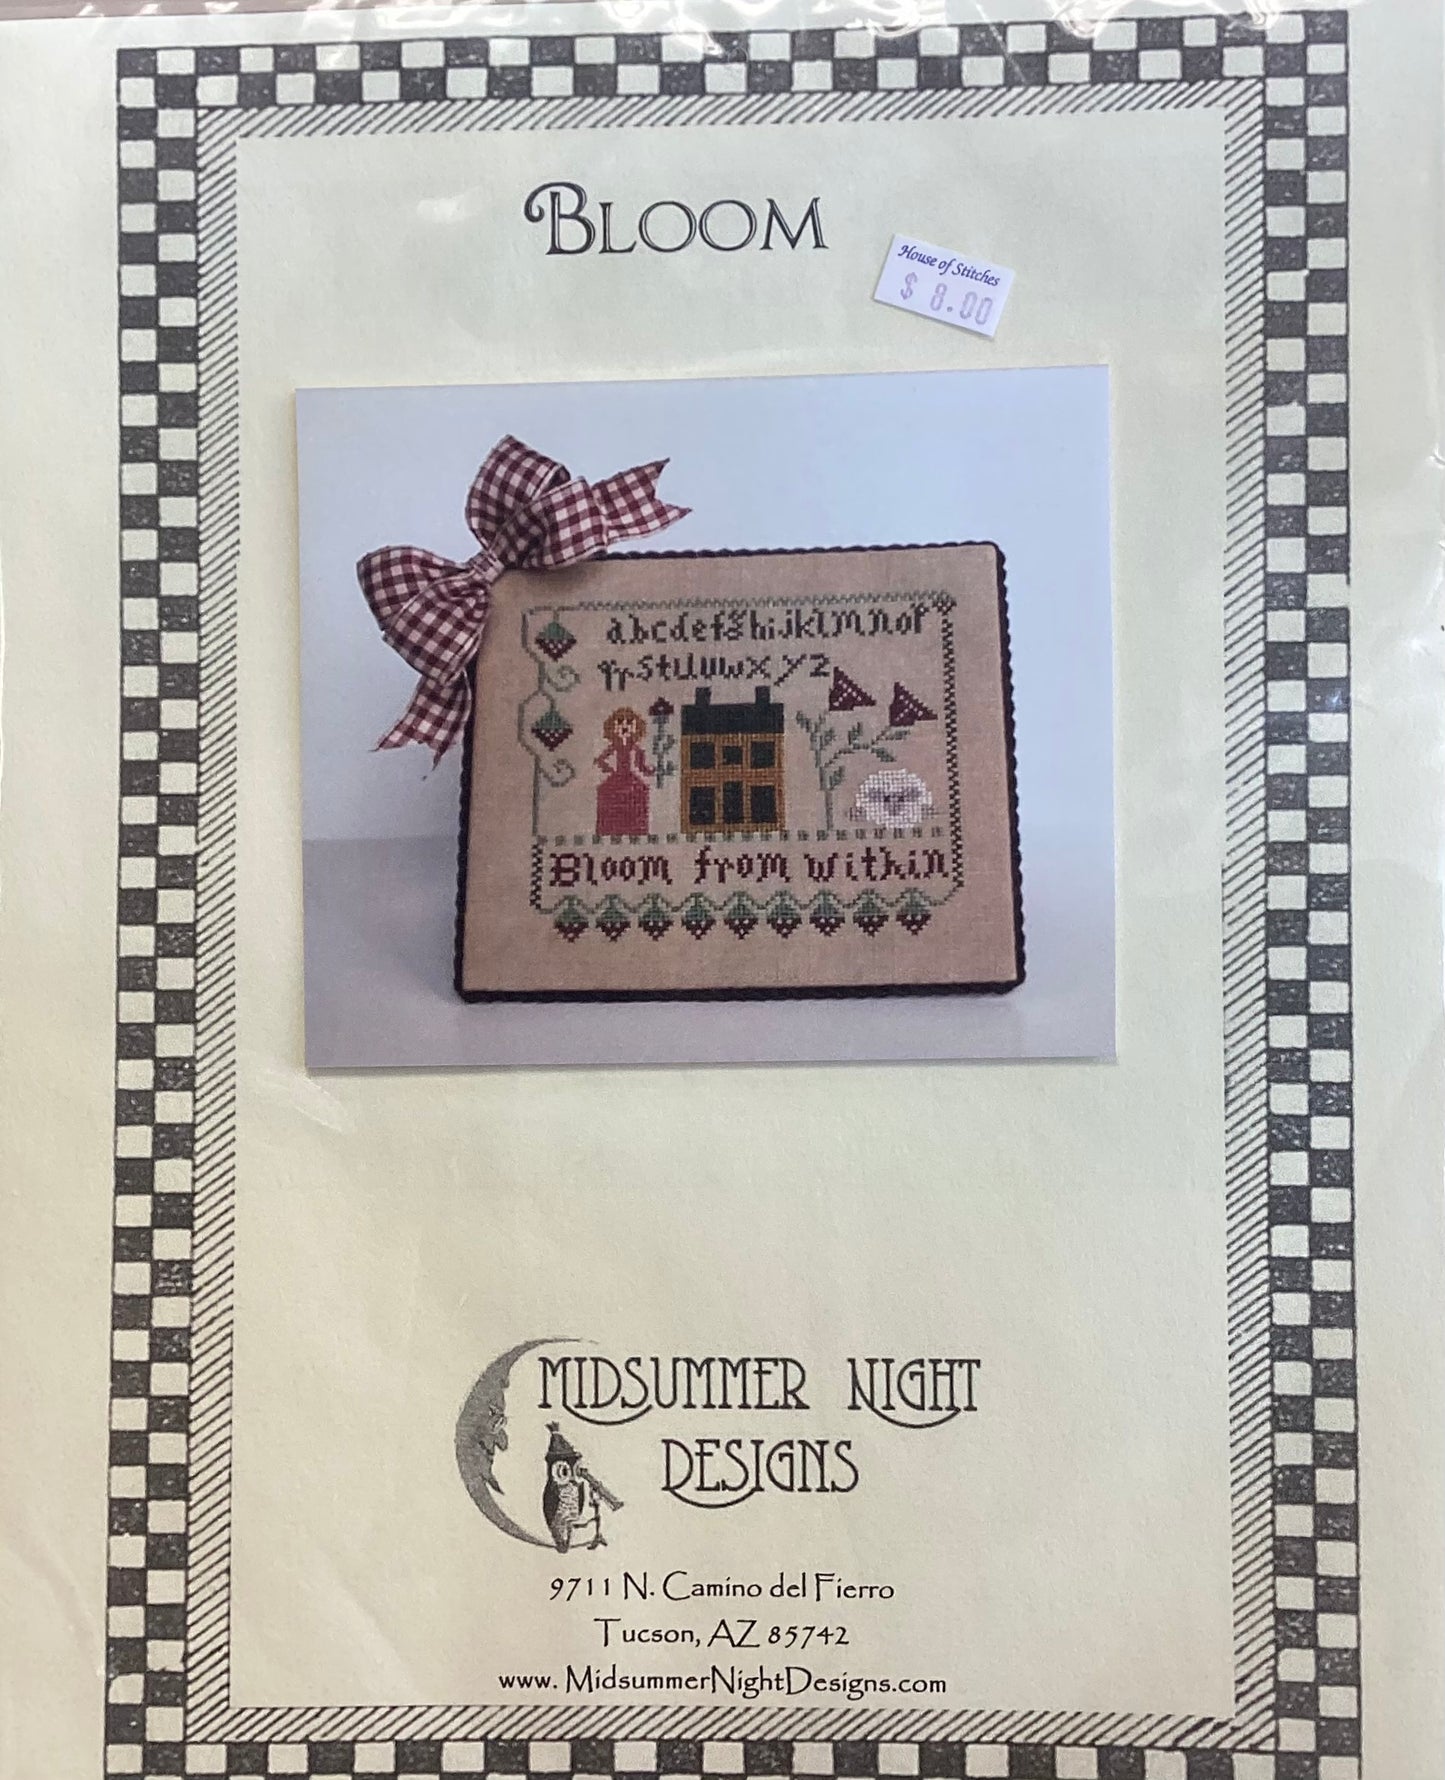 BLOOM
House of Stitches
$ 8.00
abcdefghijklmnop
qrstuvwxyz
Bloom from within
MIDSUMMER NIGHT
DESIGNS
9711 N. Camino del Fierro
Tucson, AZ 85742
www.MidsummerNightDesigns.com